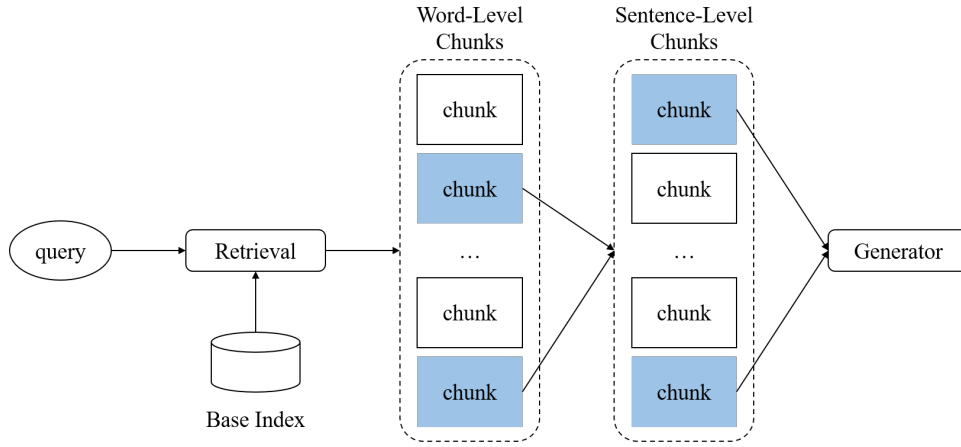 Word-Level
Chunks
Sentence-Level
Chunks
chunk
chunk
...
chunk
chunk
chunk
chunk
...
chunk
chunk
query
Retrieval
Base Index
Generator